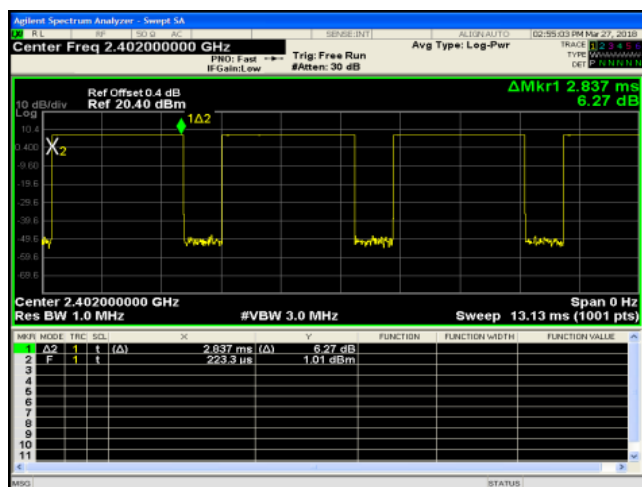 Agilent Spectrum Analyzer - Swept SA
R L RF 50 Ω AC SENSE:INT ALIGN AUTO 02:55:03 PM Mar 27, 2018
Center Freq 2.402000000 GHz
PNO: Fast
IFGain:Low
Trig: Free Run
#Atten: 30 dB
Avg Type: Log-Pwr
TRACE 1 2 3 4 5 6
TYPE
DET P N N N N N
ΔMkr1 2.837 ms
6.27 dB
Ref Offset 0.4 dB
10 dB/div Ref 20.40 dBm
Log
1Δ2
10.4
X2
0.400
-9.60
-19.6
-29.6
-39.6
-49.6
-59.6
-69.6
Center 2.402000000 GHz Span 0 Hz
Res BW 1.0 MHz #VBW 3.0 MHz Sweep 13.13 ms (1001 pts)
MKR MODE TRC SCL X Y FUNCTION FUNCTION WIDTH FUNCTION VALUE
1 Δ2 1 t (Δ) 2.837 ms (Δ) 6.27 dB
2 F 1 t 223.3 µs 1.01 dBm
3
4
5
6
7
8
9
10
11
MSG STATUS